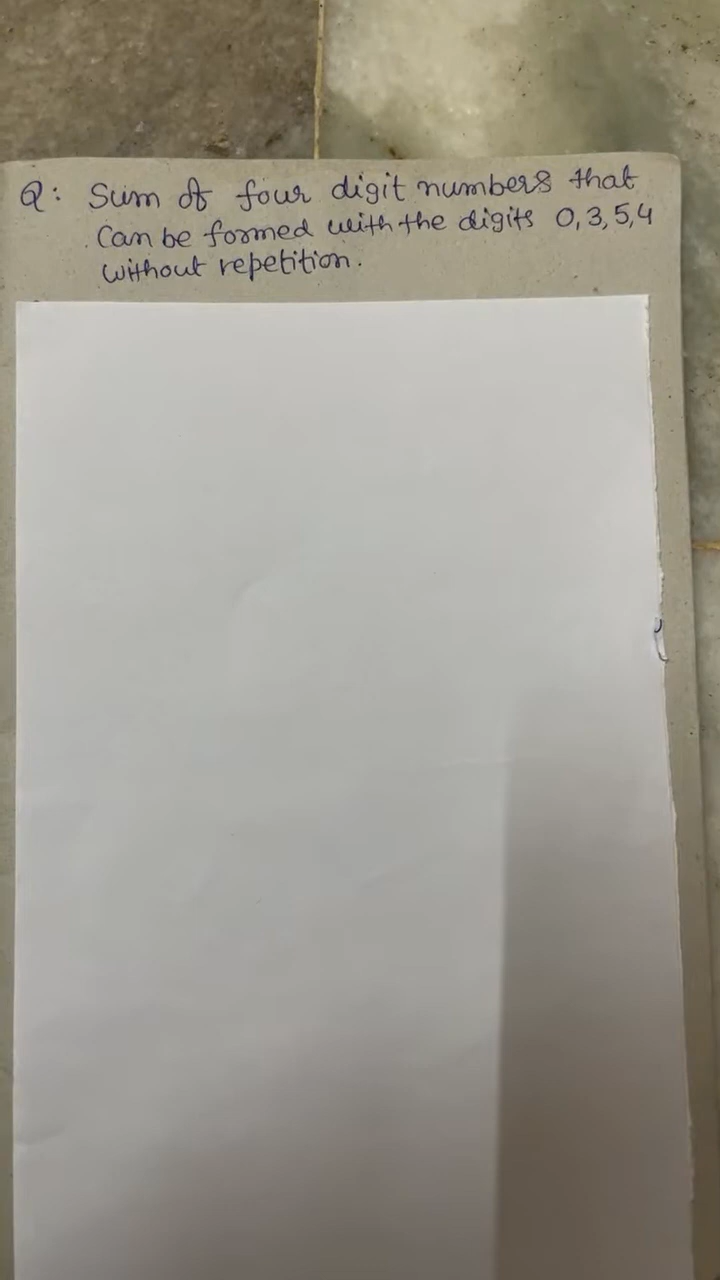 Q: Sum of four digit numbers that
can be formed with the digits 0,3,5,4
without repetition.